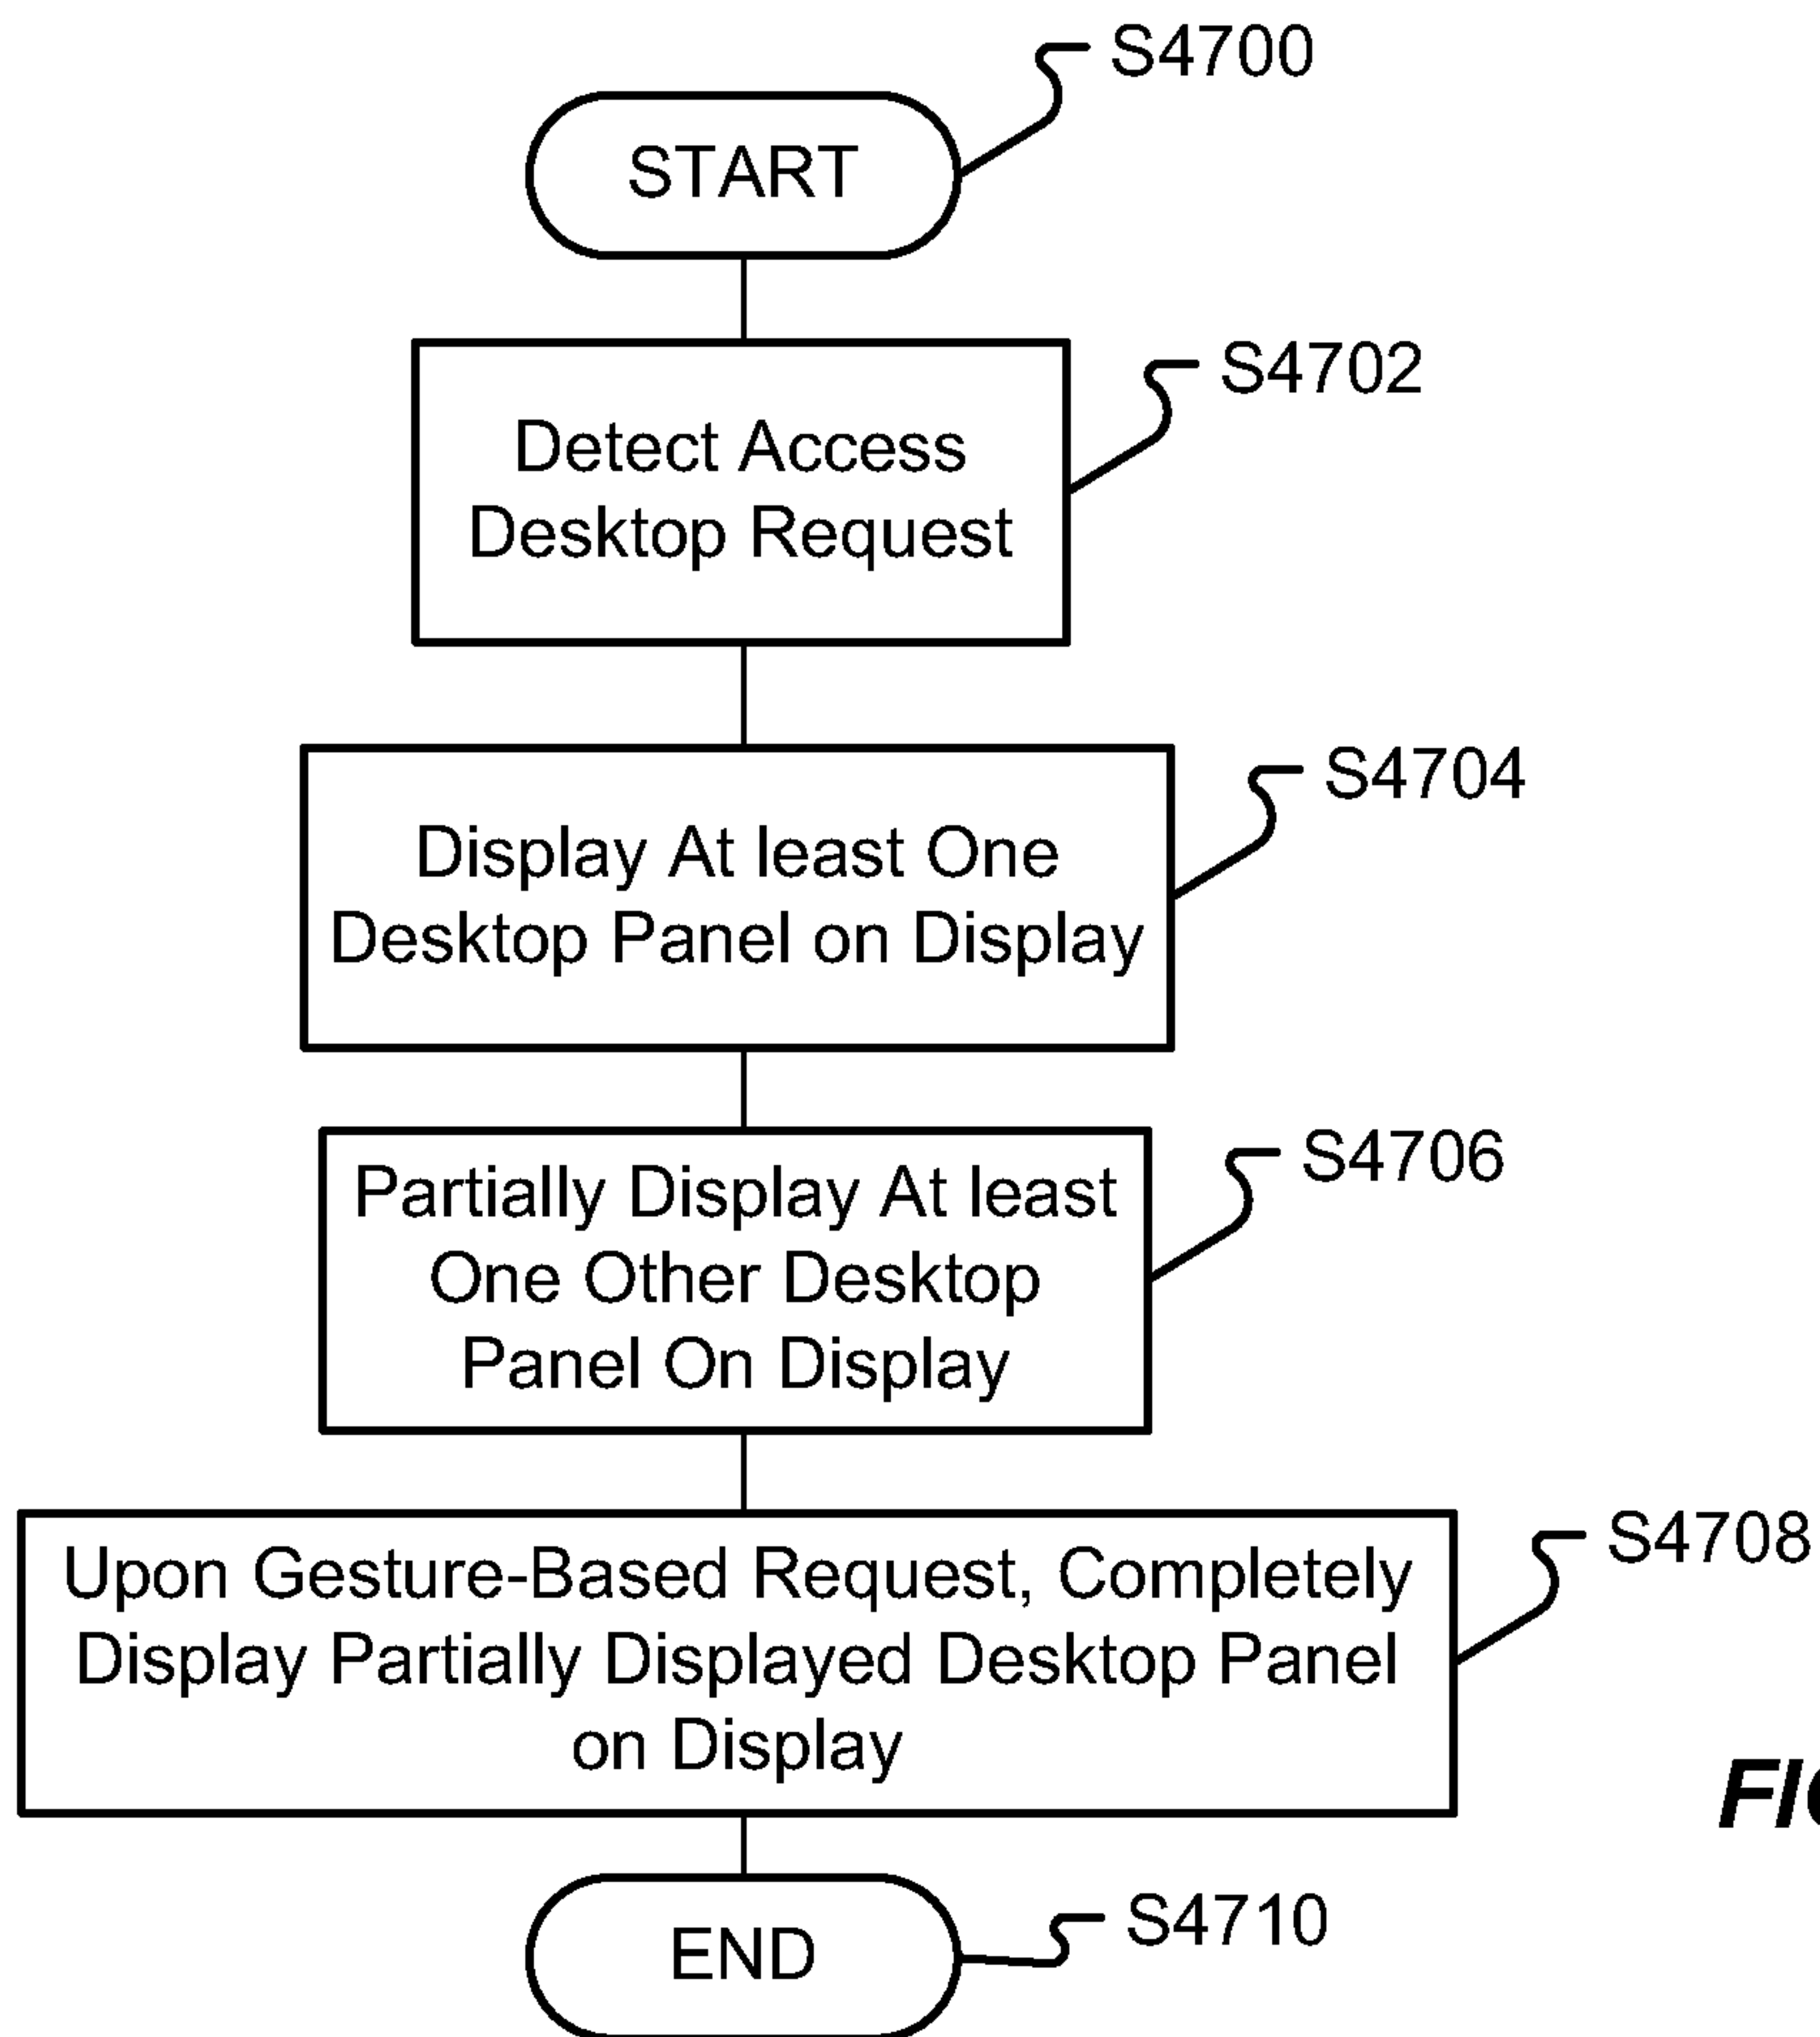 S4700
START
S4702
Detect Access
Desktop Request
S4704
Display At least One
Desktop Panel on Display
S4706
Partially Display At least
One Other Desktop
Panel On Display
S4708
Upon Gesture-Based Request, Completely
Display Partially Displayed Desktop Panel
on Display
S4710
END